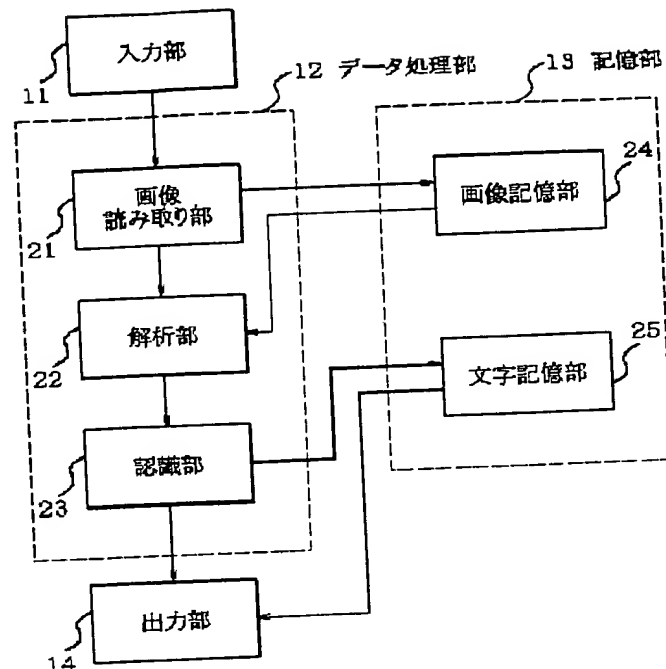 入力部
11
12 データ処理部
13 記憶部
画像
読み取り部
21
画像記憶部
24
解析部
22
文字記憶部
25
認識部
23
出力部
14